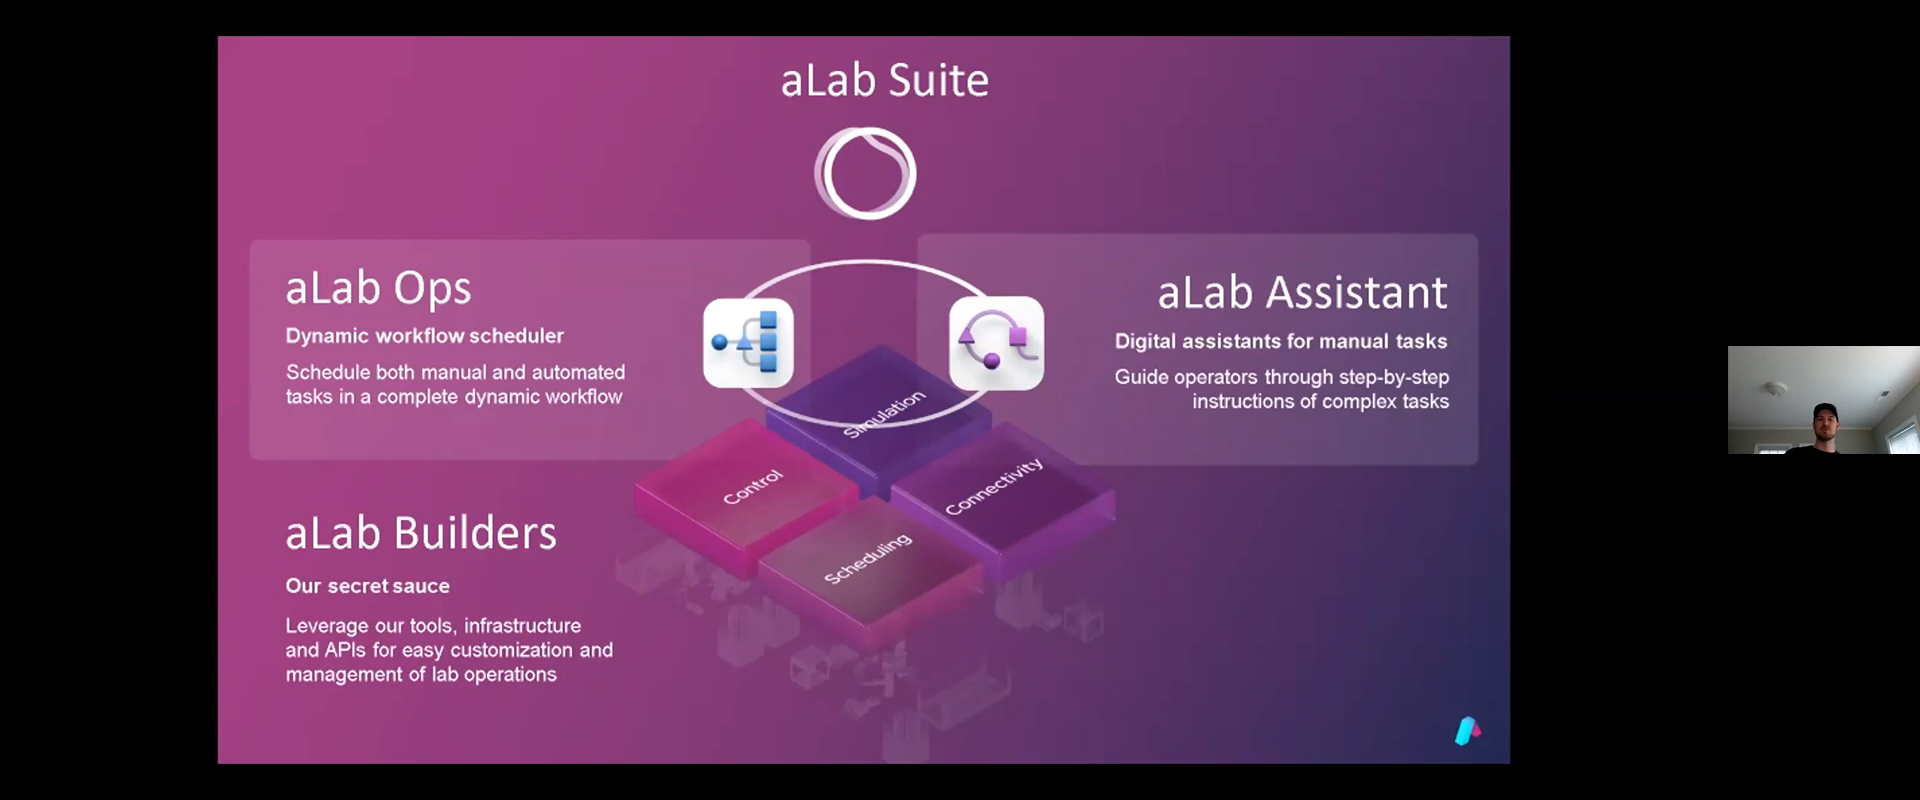 aLab Suite
aLab Ops
Dynamic workflow scheduler
Schedule both manual and automated
tasks in a complete dynamic workflow
aLab Assistant
Digital assistants for manual tasks
Guide operators through step-by-step
instructions of complex tasks
Simulation
Control
Connectivity
Scheduling
aLab Builders
Our secret sauce
Leverage our tools, infrastructure
and APIs for easy customization and
management of lab operations